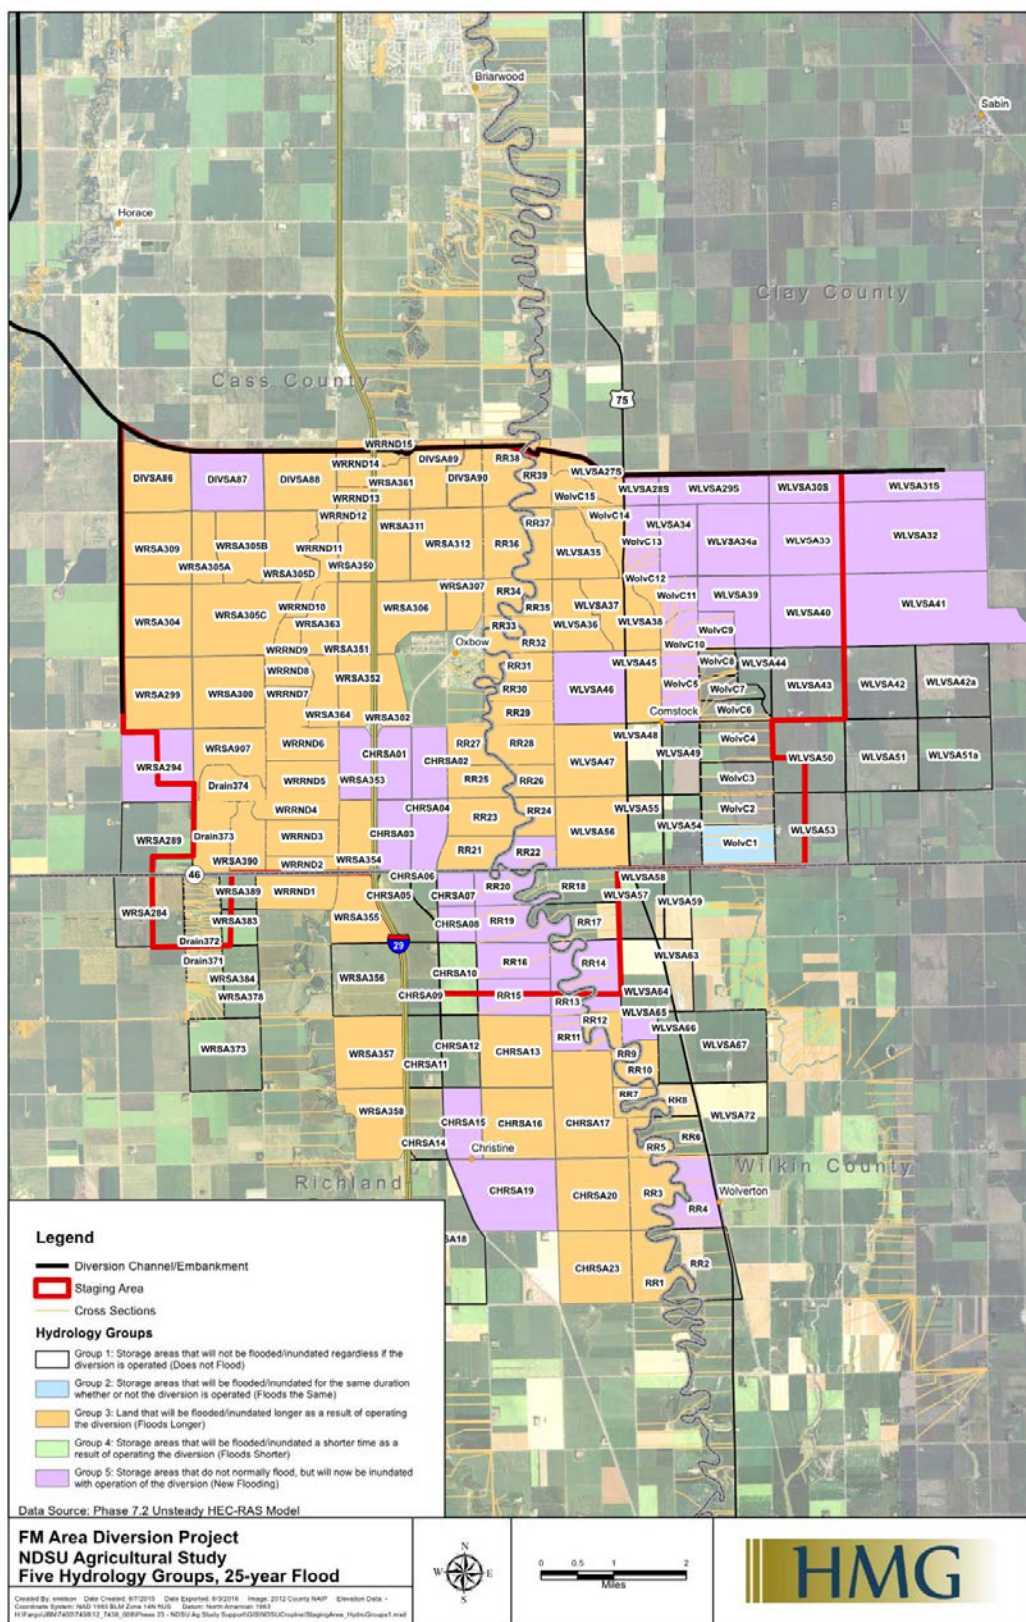 Briarwood
Sabin
Horace
Clay County
Cass County
75
WRRND15
DIVSA86
DIVSA87
DIVSA88
WRRND14
DIVSA89
RR38
WRSA361
DIVSA90
RR39
WLVSA27S
WLVSA28S
WLVSA29S
WLVSA30S
WLVSA31S
WRRND13
WolvC15
WRRND12
WRSA311
RR37
WolvC14
WLVSA34
WRSA309
WRSA305B
WRRND11
WRSA312
RR36
WLVSA35
WolvC13
WLVSA34a
WLVSA33
WLVSA32
WRSA305A
WRSA305D
WRSA350
WolvC12
WRSA307
RR34
WolvC11
WLVSA39
WLVSA40
WLVSA41
WRSA304
WRSA305C
WRRND10
WRSA306
RR35
WLVSA37
WRSA363
RR33
WLVSA36
WLVSA38
WolvC9
WRRND9
WRSA351
Oxbow
RR32
WolvC10
WRRND8
RR31
WLVSA45
WolvC8
WLVSA44
WRSA299
WRSA300
WRRND7
WRSA352
RR30
WLVSA46
WolvC5
WolvC7
WLVSA43
WLVSA42
WLVSA42a
WRSA364
WRSA302
RR29
Comstock
WolvC6
WRSA907
WRRND6
CHRSA01
CHRSA02
RR27
RR28
WLVSA48
WolvC4
WRSA294
WRSA353
WLVSA47
WLVSA49
WLVSA50
WLVSA51
WLVSA51a
Drain374
WRRND5
RR25
RR26
WolvC3
WRRND4
CHRSA04
RR23
RR24
WLVSA55
WolvC2
WRSA289
Drain373
WRRND3
CHRSA03
WLVSA56
WLVSA54
WLVSA53
WRSA390
WRRND2
WRSA354
RR21
RR22
WolvC1
46
CHRSA06
WLVSA58
WRSA284
WRSA389
WRRND1
CHRSA05
CHRSA07
RR20
RR18
WLVSA57
WLVSA59
WRSA383
WRSA355
CHRSA08
RR19
RR17
Drain372
29
Drain371
WRSA356
CHRSA10
RR16
RR14
WLVSA63
WRSA384
WRSA378
CHRSA09
RR15
RR13
WLVSA64
WLVSA65
RR12
WLVSA66
WRSA373
WRSA357
CHRSA12
CHRSA13
RR11
WLVSA67
CHRSA11
RR9
RR10
RR7
RR8
WRSA358
CHRSA15
CHRSA16
CHRSA17
WLVSA72
CHRSA14
Christine
RR6
RR5
Wilkin County
Richland
CHRSA19
CHRSA20
RR3
RR4
Wolverton
SA18
CHRSA23
RR1
RR2
Legend
Diversion Channel/Embankment
Staging Area
Cross Sections
Hydrology Groups
Group 1: Storage areas that will not be flooded/inundated regardless if the
diversion is operated (Does not Flood)
Group 2: Storage areas that will be flooded/inundated for the same duration
whether or not the diversion is operated (Floods the Same)
Group 3: Land that will be flooded/inundated longer as a result of operating
the diversion (Floods Longer)
Group 4: Storage areas that will be flooded/inundated a shorter time as a
result of operating the diversion (Floods Shorter)
Group 5: Storage areas that do not normally flood, but will now be inundated
with operation of the diversion (New Flooding)
Data Source: Phase 7.2 Unsteady HEC-RAS Model
FM Area Diversion Project
NDSU Agricultural Study
Five Hydrology Groups, 25-year Flood
N
W
E
S
0 0.5 1 2
Miles
HMG